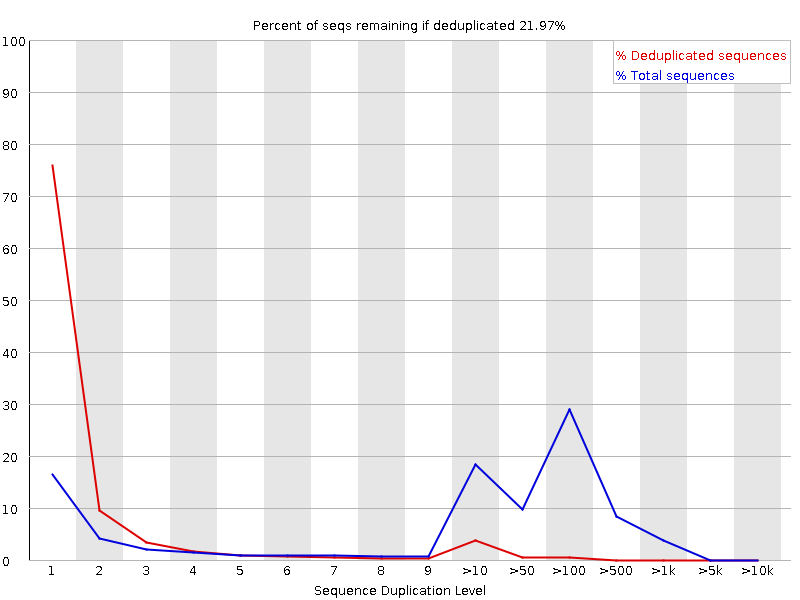 Percent of seqs remaining if deduplicated 21.97%
% Deduplicated sequences
% Total sequences
100
90
80
70
60
50
40
30
20
10
0
1 2 3 4 5 6 7 8 9 >10 >50 >100 >500 >1k >5k >10k
Sequence Duplication Level